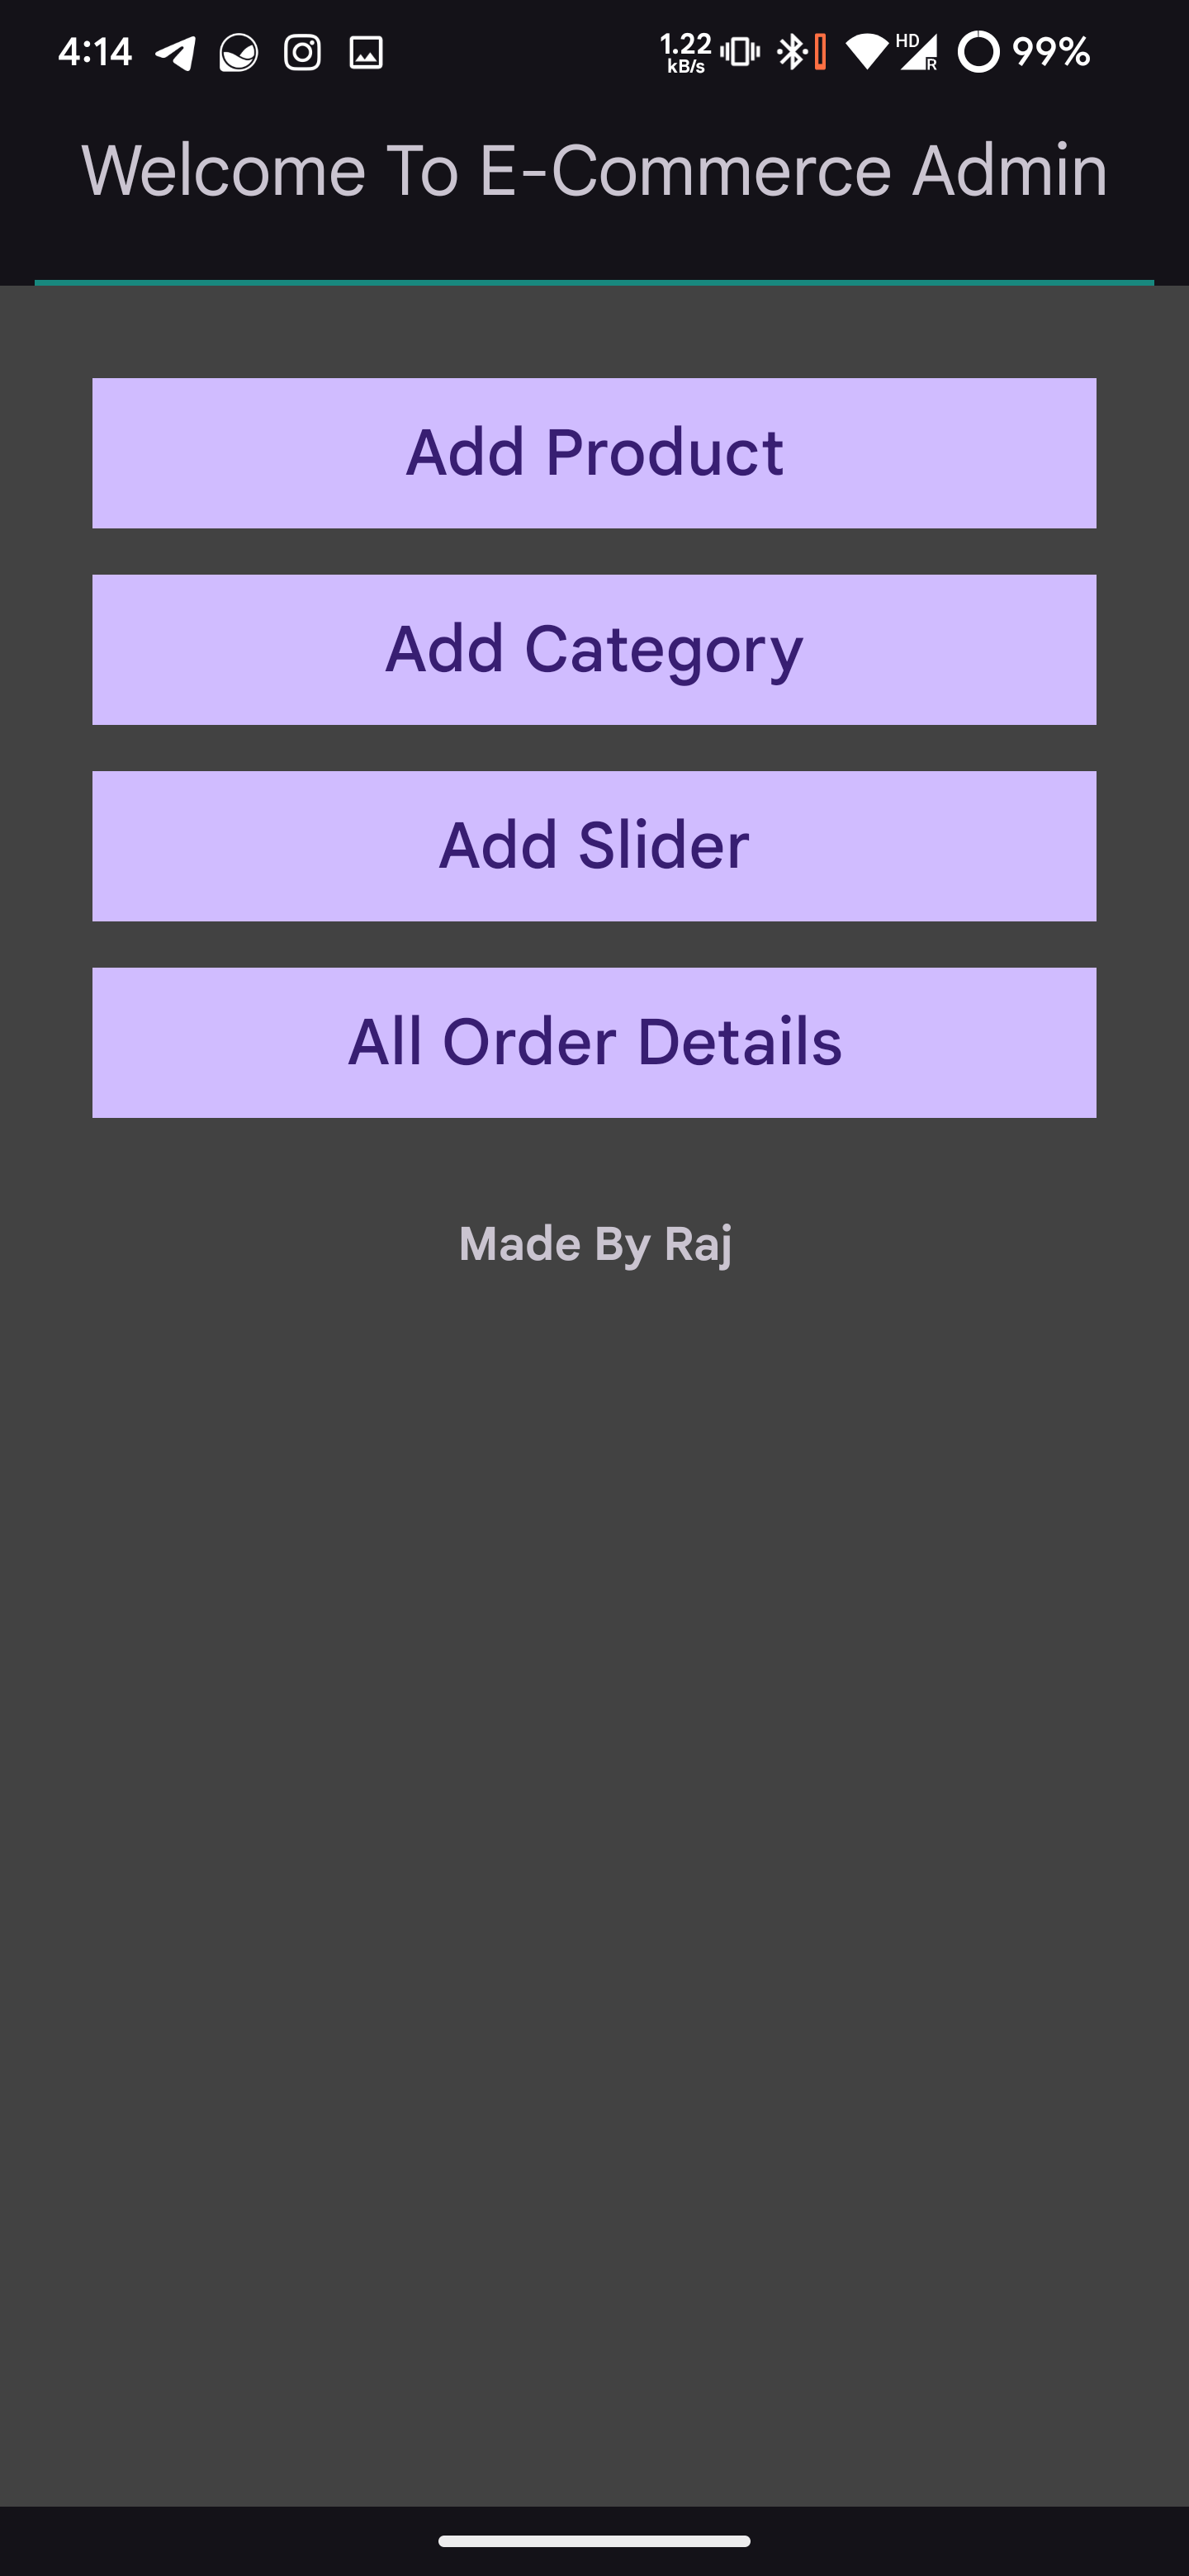 4:14 1.22 kB/s HD R 99%
Welcome To E-Commerce Admin
Add Product
Add Category
Add Slider
All Order Details
Made By Raj